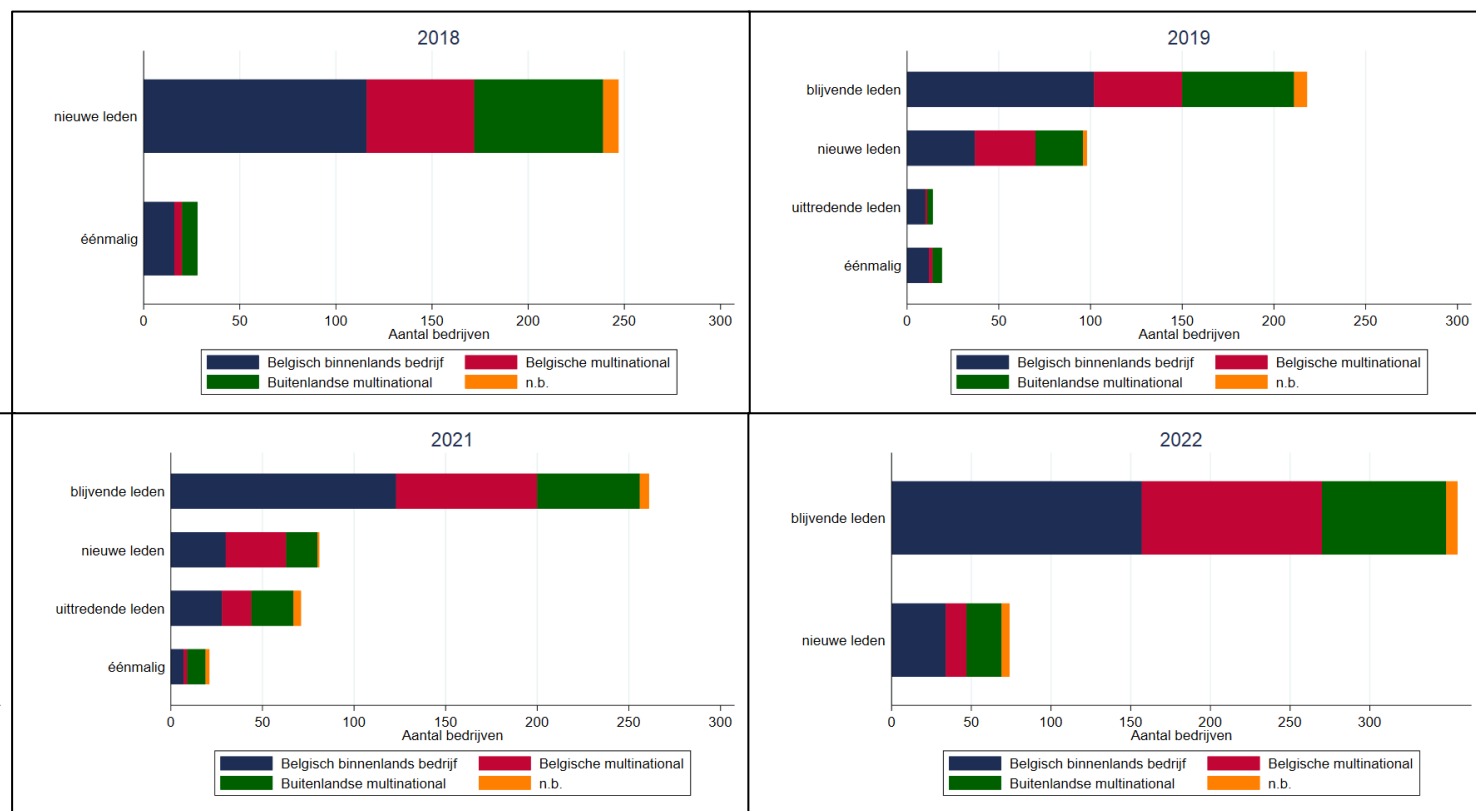 2018
nieuwe leden
éénmalig
0 50 100 150 200 250 300
Aantal bedrijven
Belgisch binnenlands bedrijf Belgische multinational
Buitenlandse multinational n.b.
2019
blijvende leden
nieuwe leden
uittredende leden
éénmalig
0 50 100 150 200 250 300
Aantal bedrijven
Belgisch binnenlands bedrijf Belgische multinational
Buitenlandse multinational n.b.
2021
blijvende leden
nieuwe leden
uittredende leden
éénmalig
0 50 100 150 200 250 300
Aantal bedrijven
Belgisch binnenlands bedrijf Belgische multinational
Buitenlandse multinational n.b.
2022
blijvende leden
nieuwe leden
0 50 100 150 200 250 300
Aantal bedrijven
Belgisch binnenlands bedrijf Belgische multinational
Buitenlandse multinational n.b.